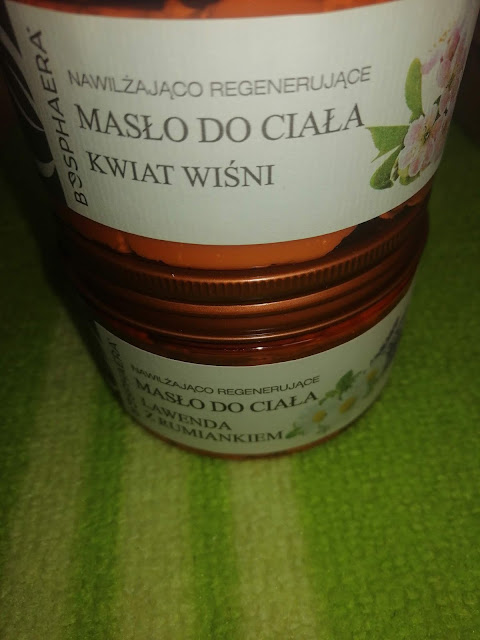 BOSPHAERA
NAWILŻAJĄCO REGENERUJĄCE
MASŁO DO CIAŁA
KWIAT WIŚNI
NAWILŻAJĄCO REGENERUJĄCE
MASŁO DO CIAŁA
LAWENDA
Z RUMIANKIEM